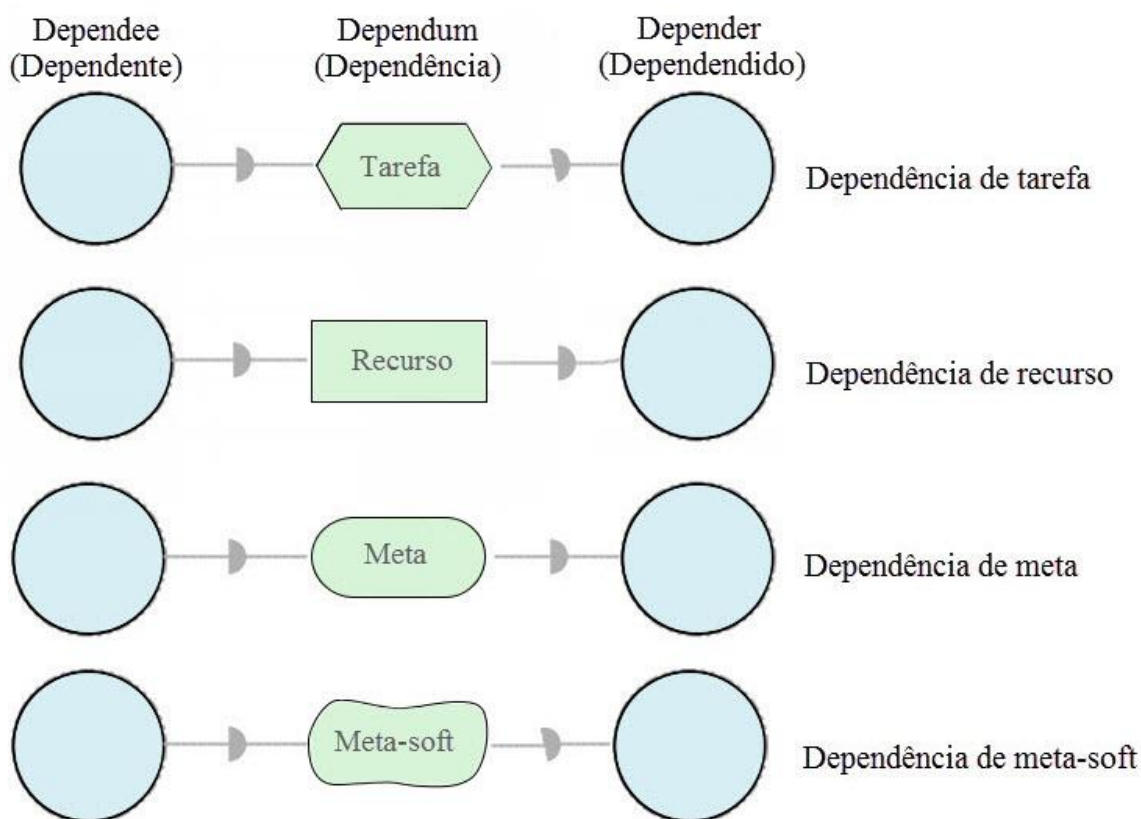 Dependee
(Dependente)
Dependum
(Dependência)
Depender
(Dependendido)
Tarefa
Dependência de tarefa
Recurso
Dependência de recurso
Meta
Dependência de meta
Meta-soft
Dependência de meta-soft